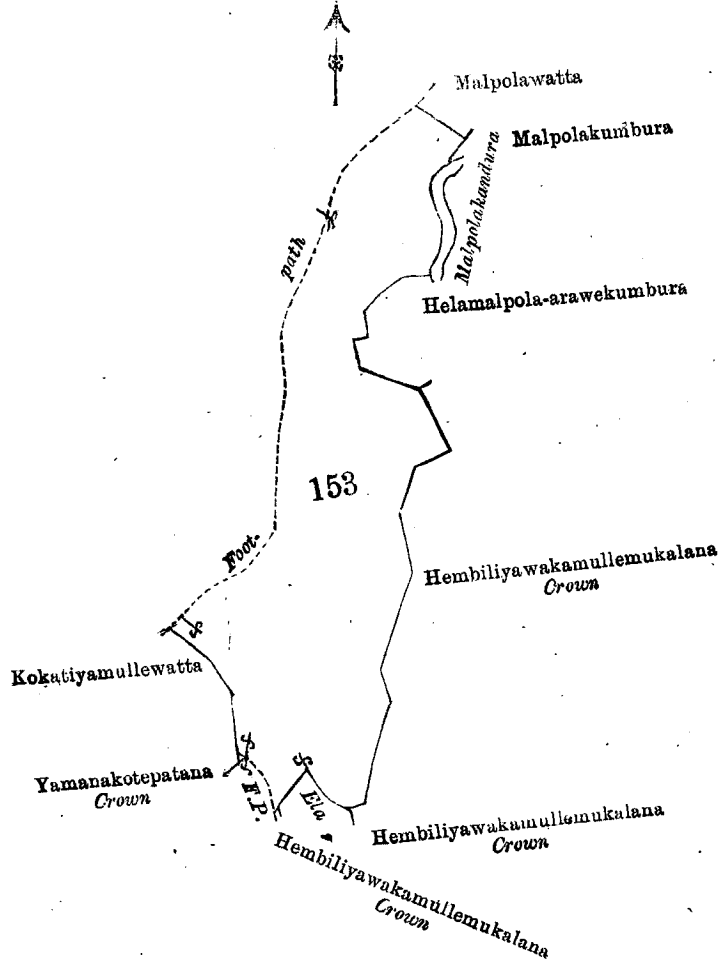 Malpolawatta
Malpolakumbura
Malpolakandura
path
Helamalpola-arawekumbura
153
Foot-
Hembiliyawakamullemukalana
Crown
Kokatiyamullewatta
Yamanakotepatana
Crown
F.P.
Ela
Hembiliyawakamullemukalana
Crown
Hembiliyawakamullemukalana
Crown